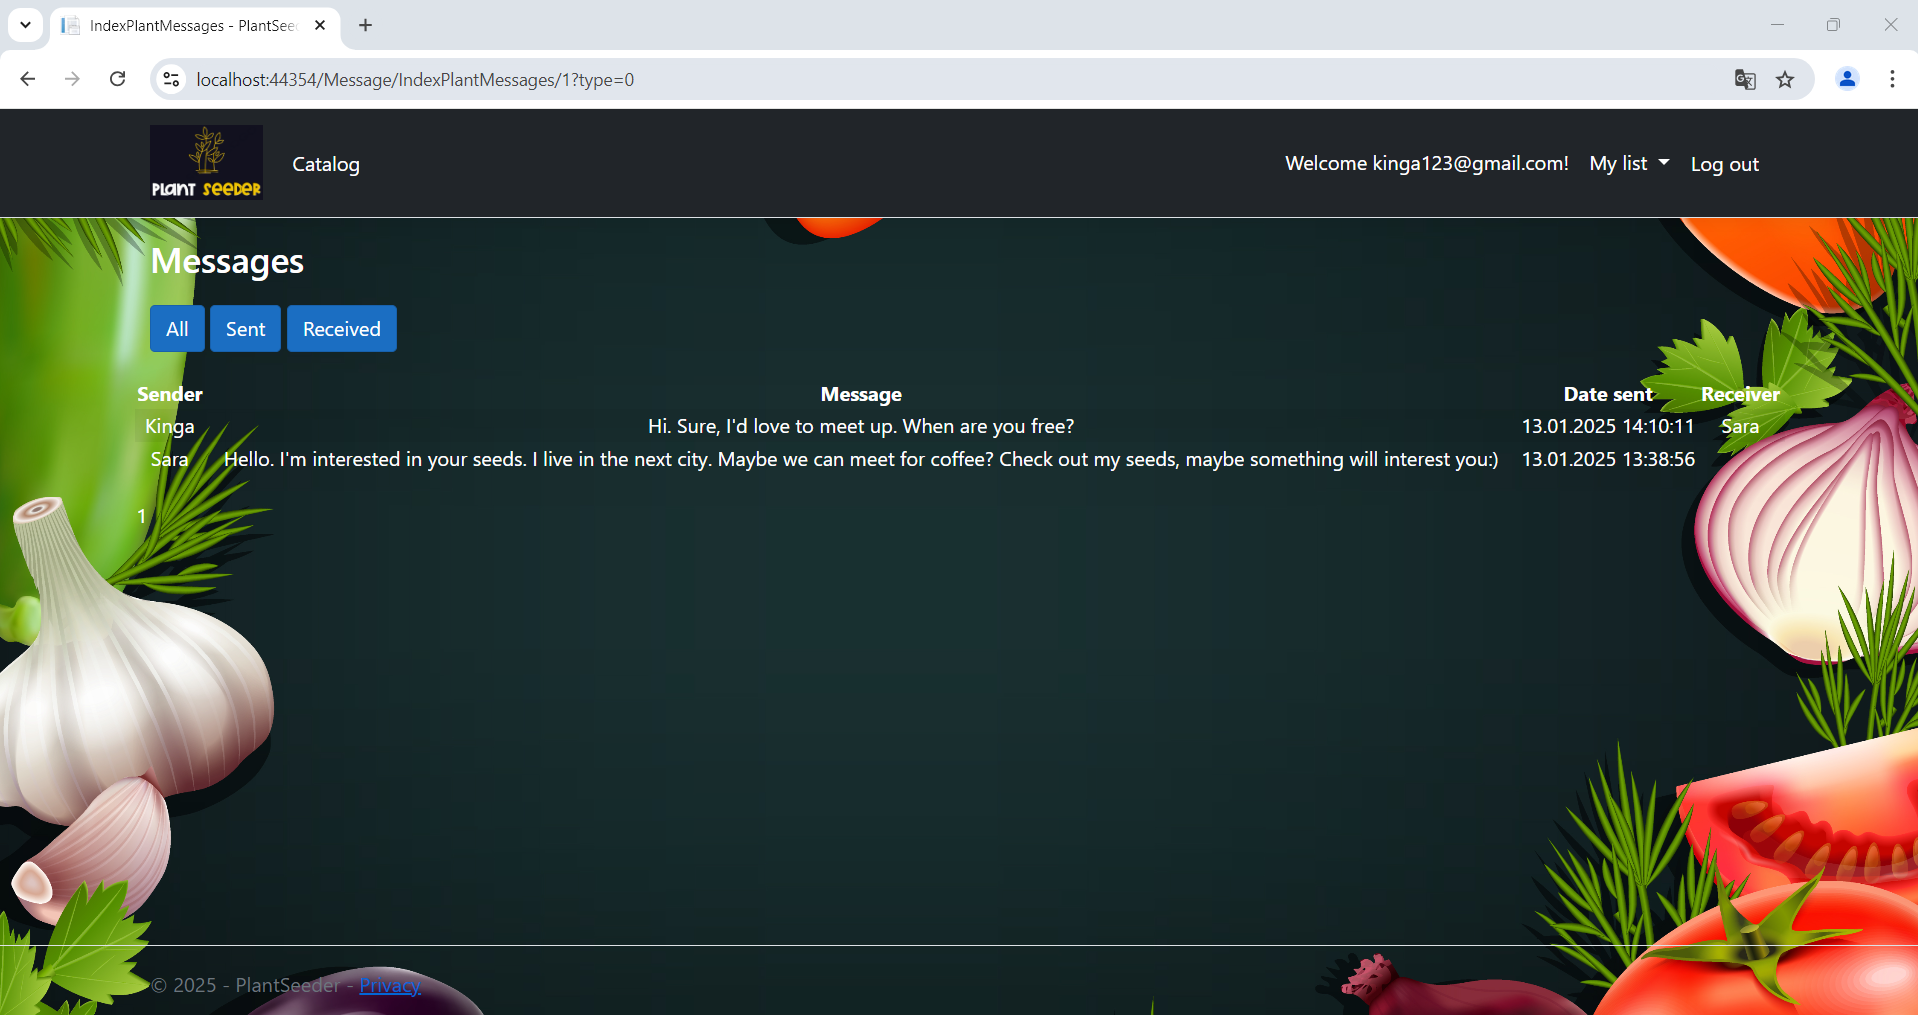 IndexPlantMessages - PlantSee
localhost:44354/Message/IndexPlantMessages/1?type=0
PLANT SEEDER
Catalog
Welcome kinga123@gmail.com!
My list
Log out
Messages
All Sent Received
Sender Message Date sent Receiver
Kinga Hi. Sure, I'd love to meet up. When are you free? 13.01.2025 14:10:11 Sara
Sara Hello. I'm interested in your seeds. I live in the next city. Maybe we can meet for coffee? Check out my seeds, maybe something will interest you:) 13.01.2025 13:38:56
1
© 2025 - PlantSeeder - Privacy